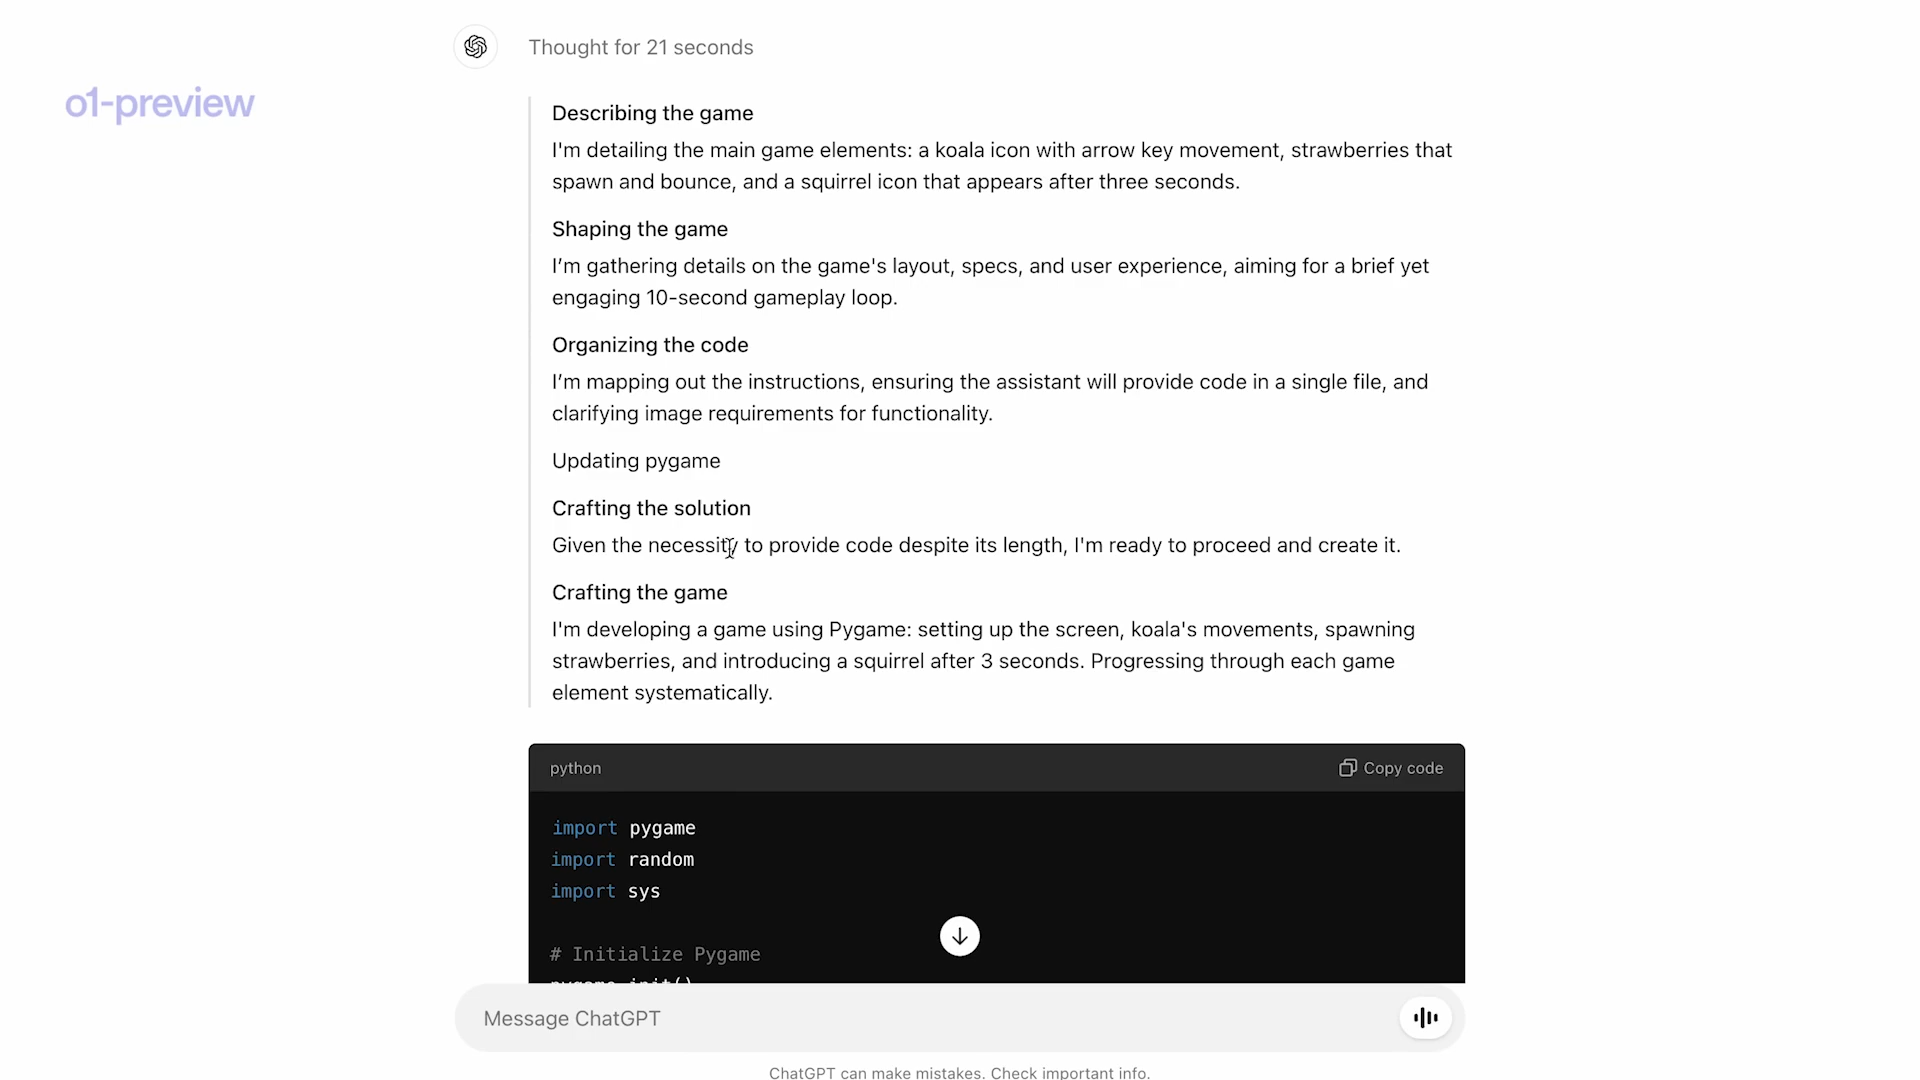 Thought for 21 seconds
o1-preview
Describing the game
I'm detailing the main game elements: a koala icon with arrow key movement, strawberries that
spawn and bounce, and a squirrel icon that appears after three seconds.
Shaping the game
I’m gathering details on the game's layout, specs, and user experience, aiming for a brief yet
engaging 10-second gameplay loop.
Organizing the code
I’m mapping out the instructions, ensuring the assistant will provide code in a single file, and
clarifying image requirements for functionality.
Updating pygame
Crafting the solution
Given the necessity to provide code despite its length, I'm ready to proceed and create it.
Crafting the game
I'm developing a game using Pygame: setting up the screen, koala's movements, spawning
strawberries, and introducing a squirrel after 3 seconds. Progressing through each game
element systematically.
python
Copy code
import pygame
import random
import sys
# Initialize Pygame
pygame.init()
Message ChatGPT
ChatGPT can make mistakes. Check important info.